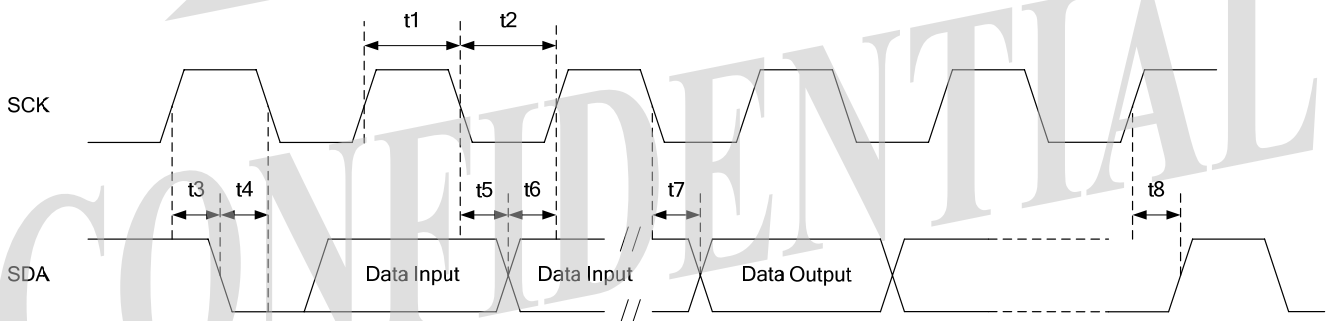 t1 t2
SCK
t3 t4 t5 t6 t7 t8
SDA Data Input Data Input Data Output
CONFIDENTIAL